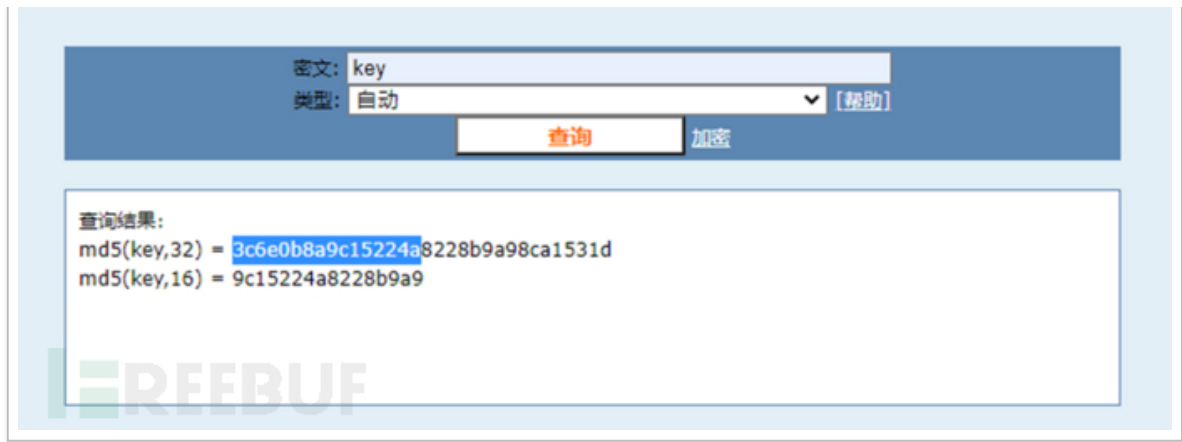 密文: key
类型: 自动 [帮助]
查询 加密
查询结果:
md5(key,32) = 3c6e0b8a9c15224a8228b9a98ca1531d
md5(key,16) = 9c15224a8228b9a9
FREEBUF